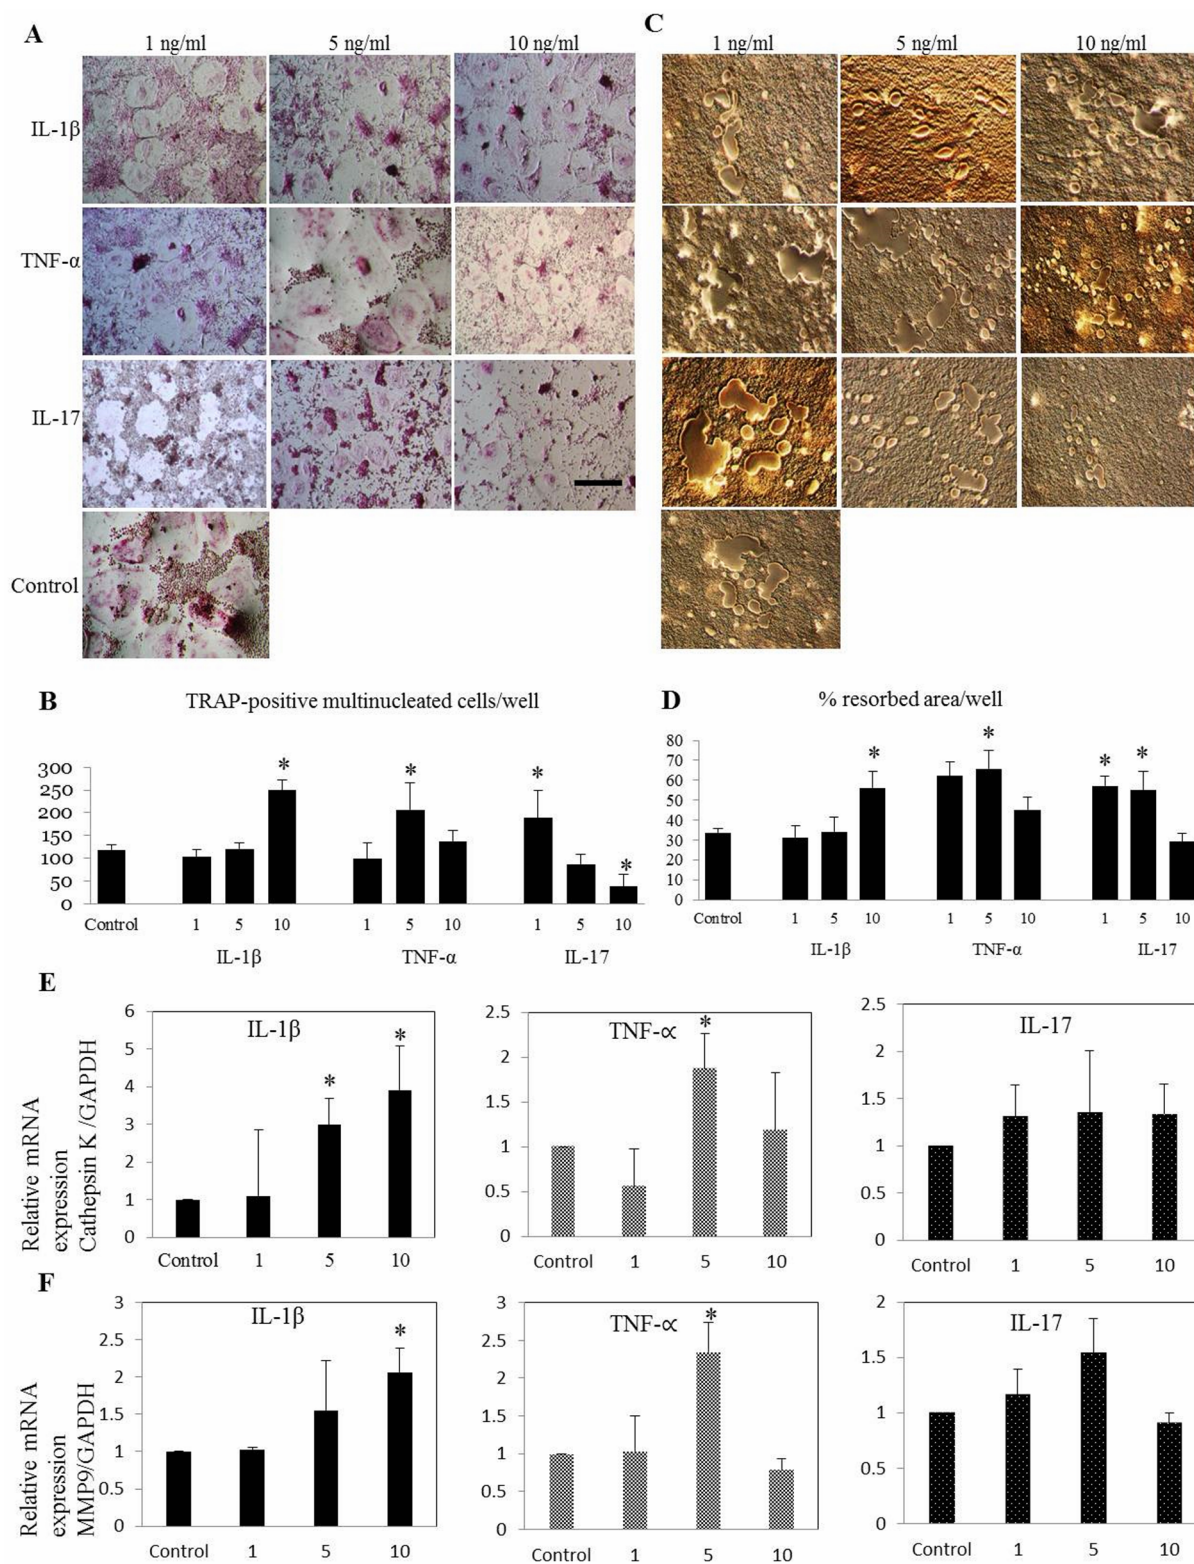 A
1 ng/ml 5 ng/ml 10 ng/ml
IL-1β
TNF-α
IL-17
Control
C
1 ng/ml 5 ng/ml 10 ng/ml
B TRAP-positive multinucleated cells/well
300
250
200
150
100
50
0
* * * *
Control 1 5 10 1 5 10 1 5 10
IL-1β TNF-α IL-17
D % resorbed area/well
80
70
60
50
40
30
20
10
0
* * * *
Control 1 5 10 1 5 10 1 5 10
IL-1β TNF-α IL-17
E
Relative mRNA
expression
Cathepsin K /GAPDH
IL-1β
6
5
4
3
2
1
0
* *
Control 1 5 10
TNF-∝
2.5
2
1.5
1
0.5
0
*
Control 1 5 10
IL-17
2.5
2
1.5
1
0.5
0
Control 1 5 10
F
Relative mRNA
expression
MMP9/GAPDH
IL-1β
3
2.5
2
1.5
1
0.5
0
*
Control 1 5 10
TNF-∝
3
2.5
2
1.5
1
0.5
0
*
Control 1 5 10
IL-17
2
1.5
1
0.5
0
Control 1 5 10